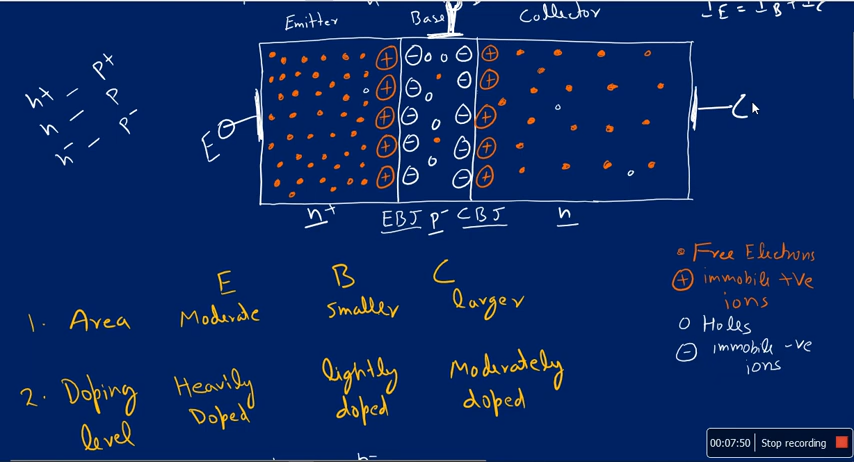 Emitter
Base
Collector
IE = IB + IC
n+ - p+
n - p
n- - p-
E
C
n+
EBJ
p-
CBJ
n
Free Electrons
immobile +ve
ions
Holes
immobile -ve
ions
E B C
1. Area Moderate smaller larger
2. Doping level Heavily Doped lightly doped Moderately doped
00:07:50 Stop recording